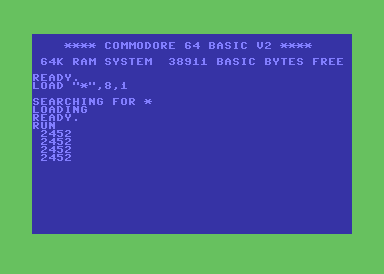 **** COMMODORE 64 BASIC V2 ****
64K RAM SYSTEM  38911 BASIC BYTES FREE
READY.
LOAD "*",8,1
SEARCHING FOR *
LOADING
READY.
RUN
2452
2452
2452
2452